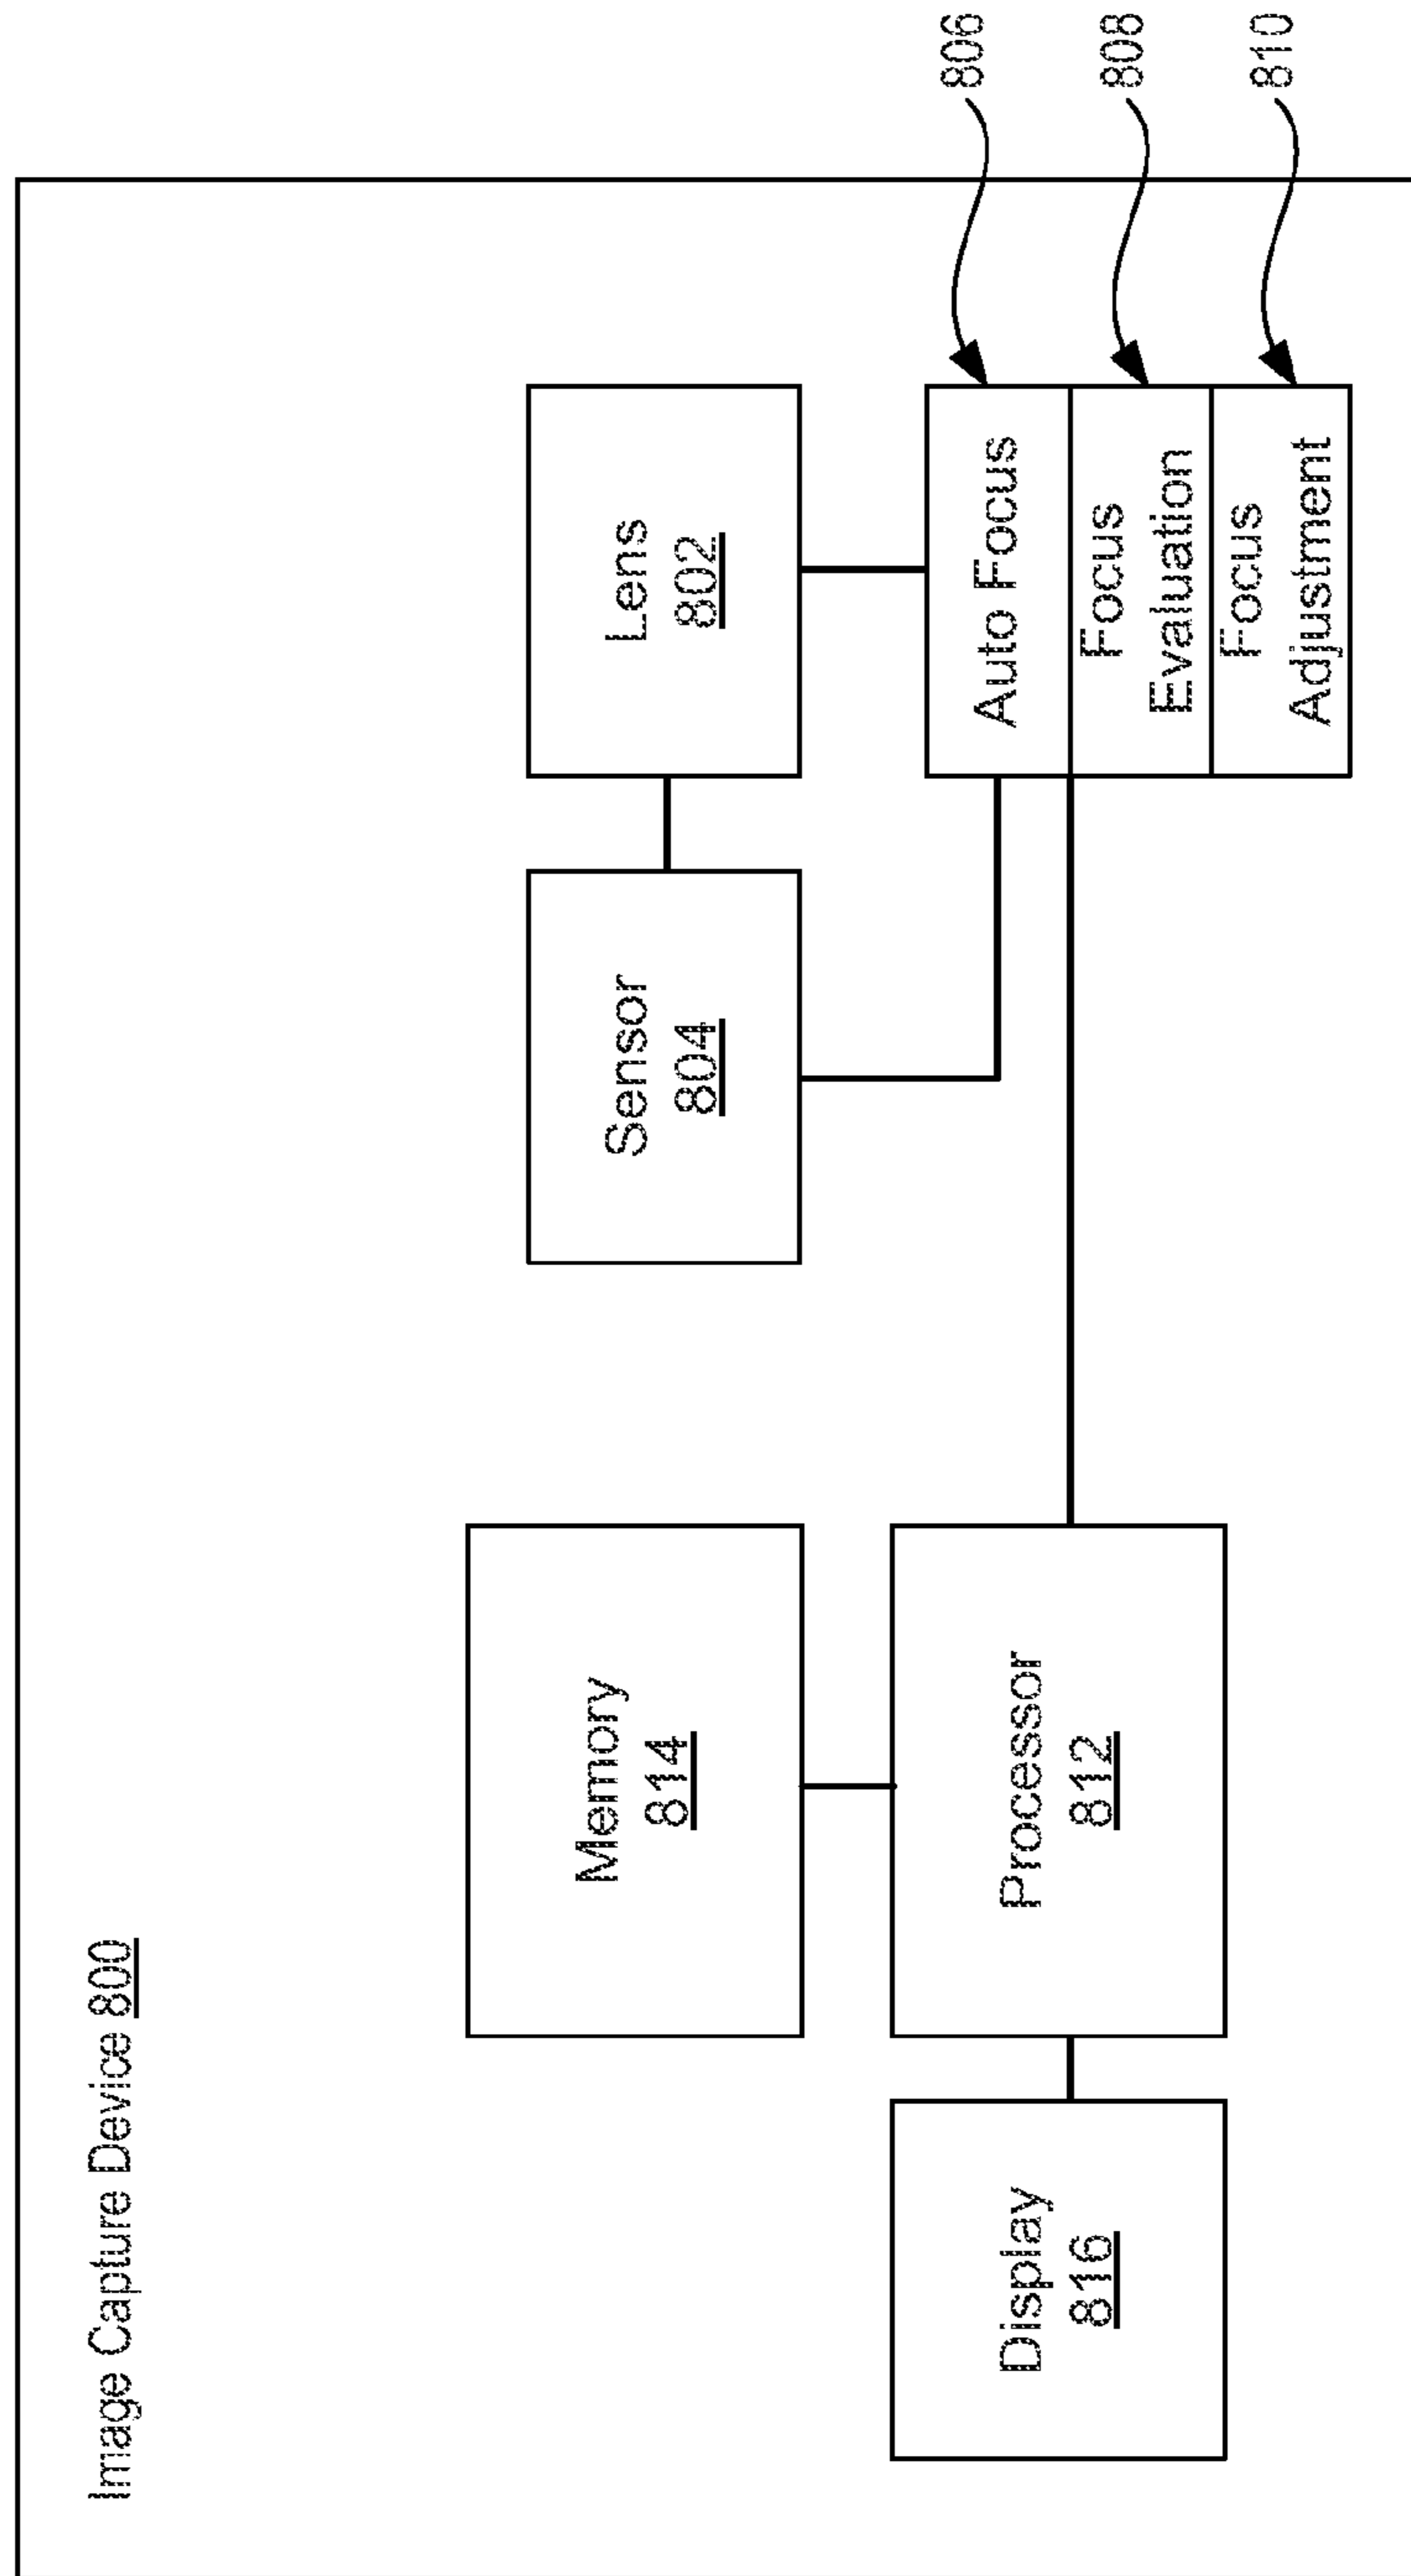 Image Capture Device 800
Memory
814
Sensor
804
Lens
802
Display
816
Processor
812
Auto Focus
Focus
Evaluation
Focus
Adjustment
806
808
810